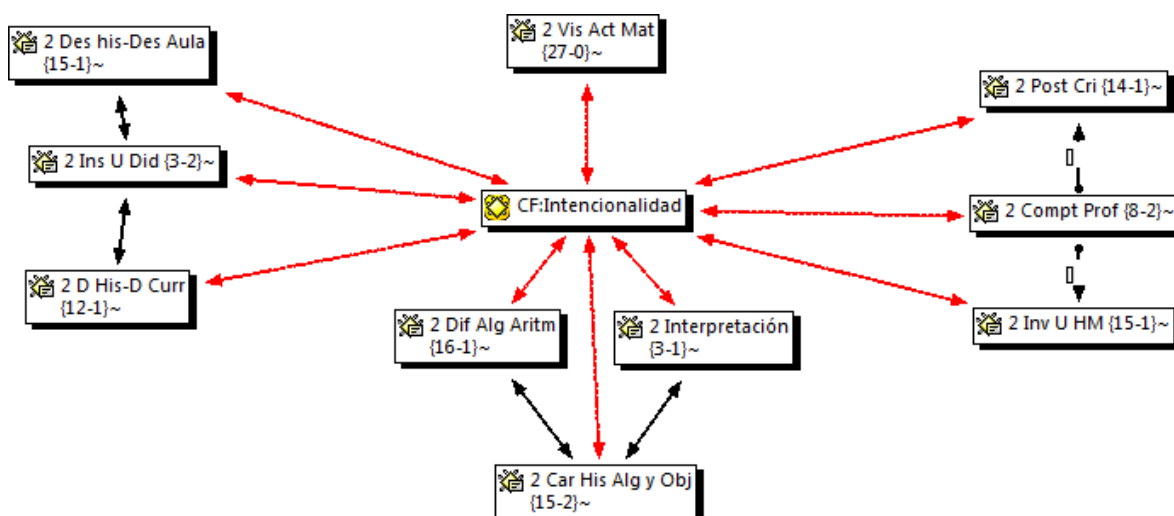 2 Des his-Des Aula
{15-1}~
2 Vis Act Mat
{27-0}~
2 Post Cri {14-1}~
2 Ins U Did {3-2}~
CF:Intencionalidad
2 Compt Prof {8-2}~
2 D His-D Curr
{12-1}~
2 Dif Alg Aritm
{16-1}~
2 Interpretación
{3-1}~
2 Inv U HM {15-1}~
2 Car His Alg y Obj
{15-2}~